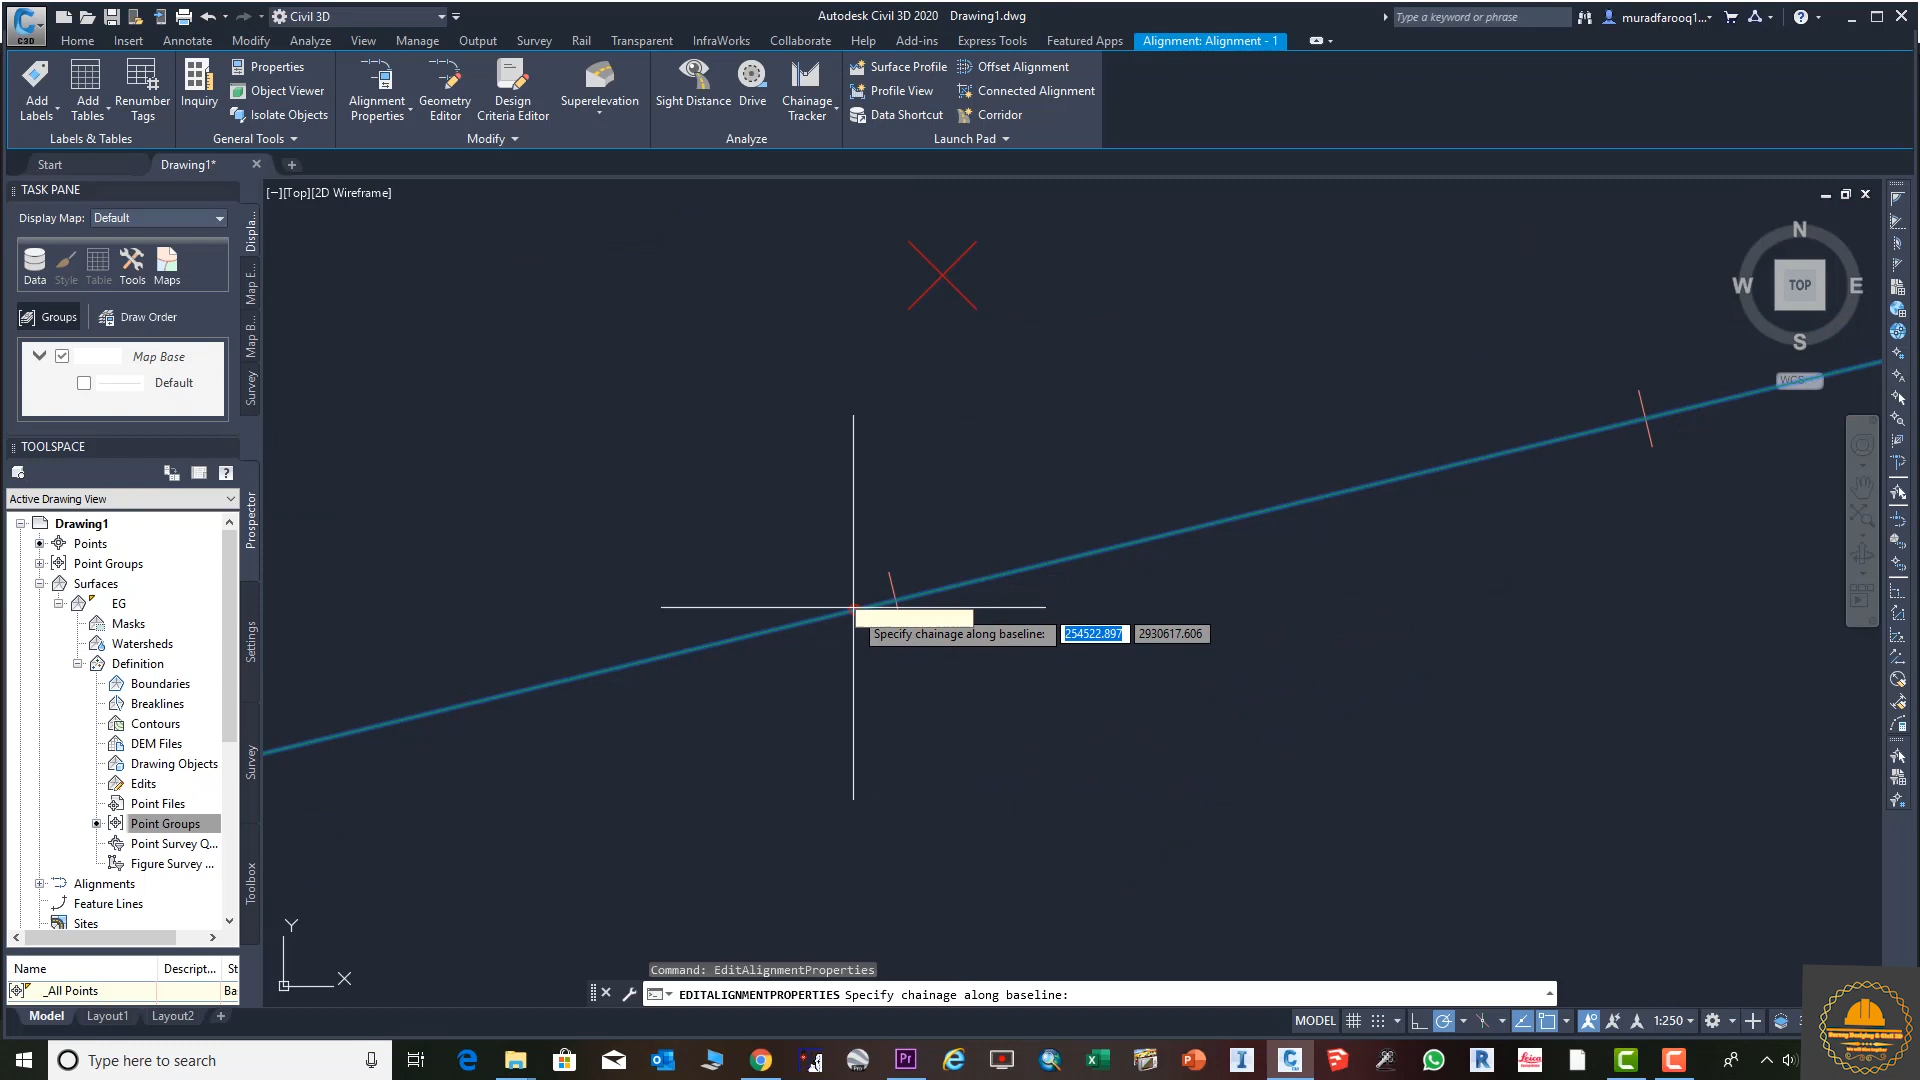 Civil 3D
Autodesk Civil 3D 2020 Drawing1.dwg
Type a keyword or phrase
muradfarooq1...
C3D
Home Insert Annotate Modify Analyze View Manage Output Survey Rail Transparent InfraWorks Collaborate Help Add-ins Express Tools Featured Apps Alignment: Alignment - 1
Add Labels
Add Tables
Renumber Tags
Labels & Tables
Inquiry
Properties
Object Viewer
Isolate Objects
General Tools
Alignment Properties
Geometry Editor
Design Criteria Editor
Superelevation
Modify
Sight Distance
Drive
Chainage Tracker
Analyze
Surface Profile
Profile View
Data Shortcut
Offset Alignment
Connected Alignment
Corridor
Launch Pad
Start
Drawing1*
TASK PANE
Display Map: Default
Data Style Table Tools Maps
Groups Draw Order
Map Base
Default
Displa...
Map E...
Map B...
Survey
[−][Top][2D Wireframe]
N
W TOP E
S
WCS
TOOLSPACE
Active Drawing View
Drawing1
Points
Point Groups
Surfaces
EG
Masks
Watersheds
Definition
Boundaries
Breaklines
Contours
DEM Files
Drawing Objects
Edits
Point Files
Point Groups
Point Survey Q...
Figure Survey ...
Alignments
Feature Lines
Sites
Prospector
Settings
Survey
Toolbox
Name Descript... St
_All Points Ba
Specify chainage along baseline: 254522.897 2930617.606
Y
X
Command: EditAlignmentProperties
EDITALIGNMENTPROPERTIES Specify chainage along baseline:
Model Layout1 Layout2 +
MODEL
1:250
Type here to search